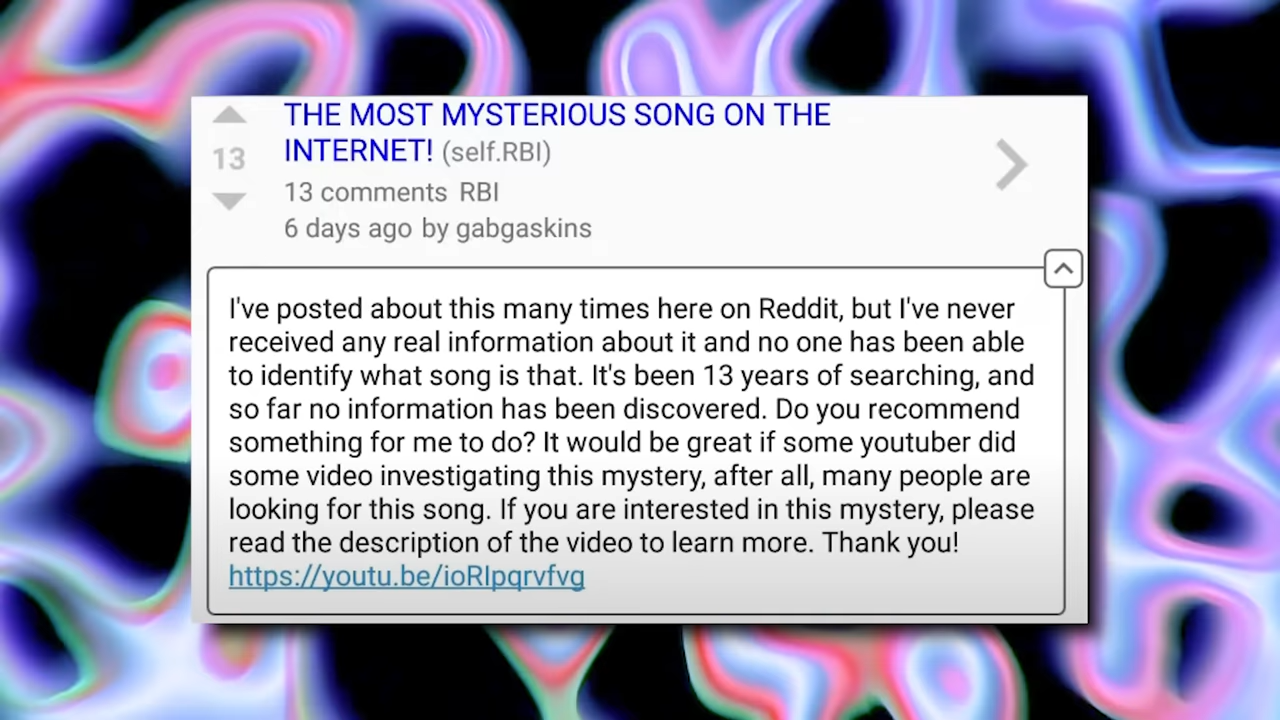 THE MOST MYSTERIOUS SONG ON THE
INTERNET! (self.RBI)
13
13 comments RBI
6 days ago by gabgaskins
I've posted about this many times here on Reddit, but I've never
received any real information about it and no one has been able
to identify what song is that. It's been 13 years of searching, and
so far no information has been discovered. Do you recommend
something for me to do? It would be great if some youtuber did
some video investigating this mystery, after all, many people are
looking for this song. If you are interested in this mystery, please
read the description of the video to learn more. Thank you!
https://youtu.be/ioRIpqrvfvg